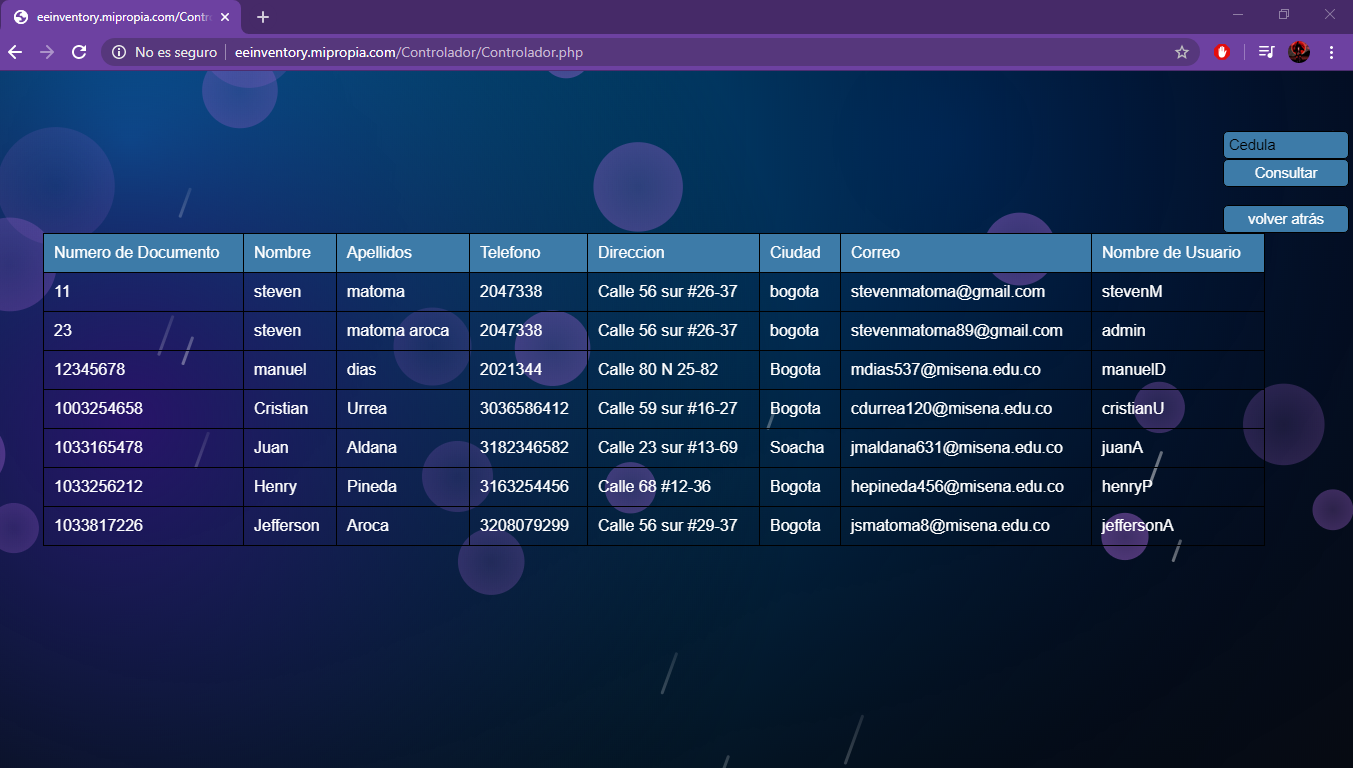 eeinventory.mipropia.com/Contro
No es seguro eeinventory.mipropia.com/Controlador/Controlador.php
Cedula
Consultar
volver atrás
Numero de Documento Nombre Apellidos Telefono Direccion Ciudad Correo Nombre de Usuario
11 steven matoma 2047338 Calle 56 sur #26-37 bogota stevenmatoma@gmail.com stevenM
23 steven matoma aroca 2047338 Calle 56 sur #26-37 bogota stevenmatoma89@gmail.com admin
12345678 manuel dias 2021344 Calle 80 N 25-82 Bogota mdias537@misena.edu.co manuelD
1003254658 Cristian Urrea 3036586412 Calle 59 sur #16-27 Bogota cdurrea120@misena.edu.co cristianU
1033165478 Juan Aldana 3182346582 Calle 23 sur #13-69 Soacha jmaldana631@misena.edu.co juanA
1033256212 Henry Pineda 3163254456 Calle 68 #12-36 Bogota hepineda456@misena.edu.co henryP
1033817226 Jefferson Aroca 3208079299 Calle 56 sur #29-37 Bogota jsmatoma8@misena.edu.co jeffersonA